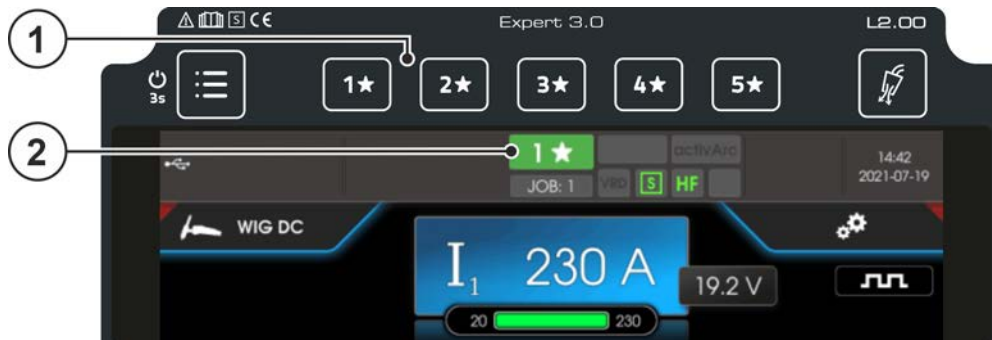 1
S CE
Expert 3.0
L2.00
3s
1★
2★
3★
4★
5★
2
1★
activArc
14:42
JOB: 1
VRD
S
HF
2021-07-19
WIG DC
I1
230 A
19.2 V
20
230